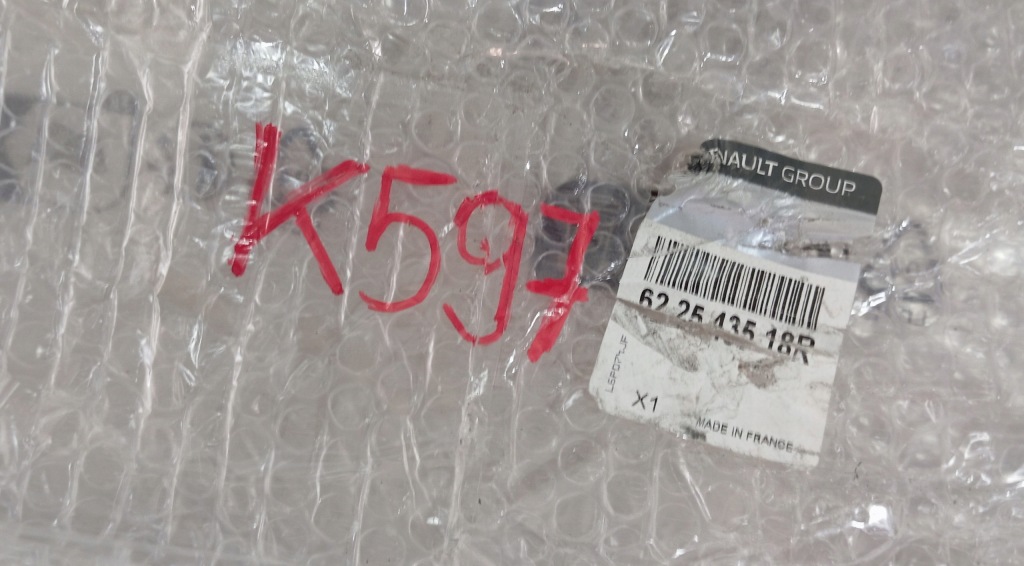 K597
NAULT GROUP
62 25 435 18R
X1
MADE IN FRANCE